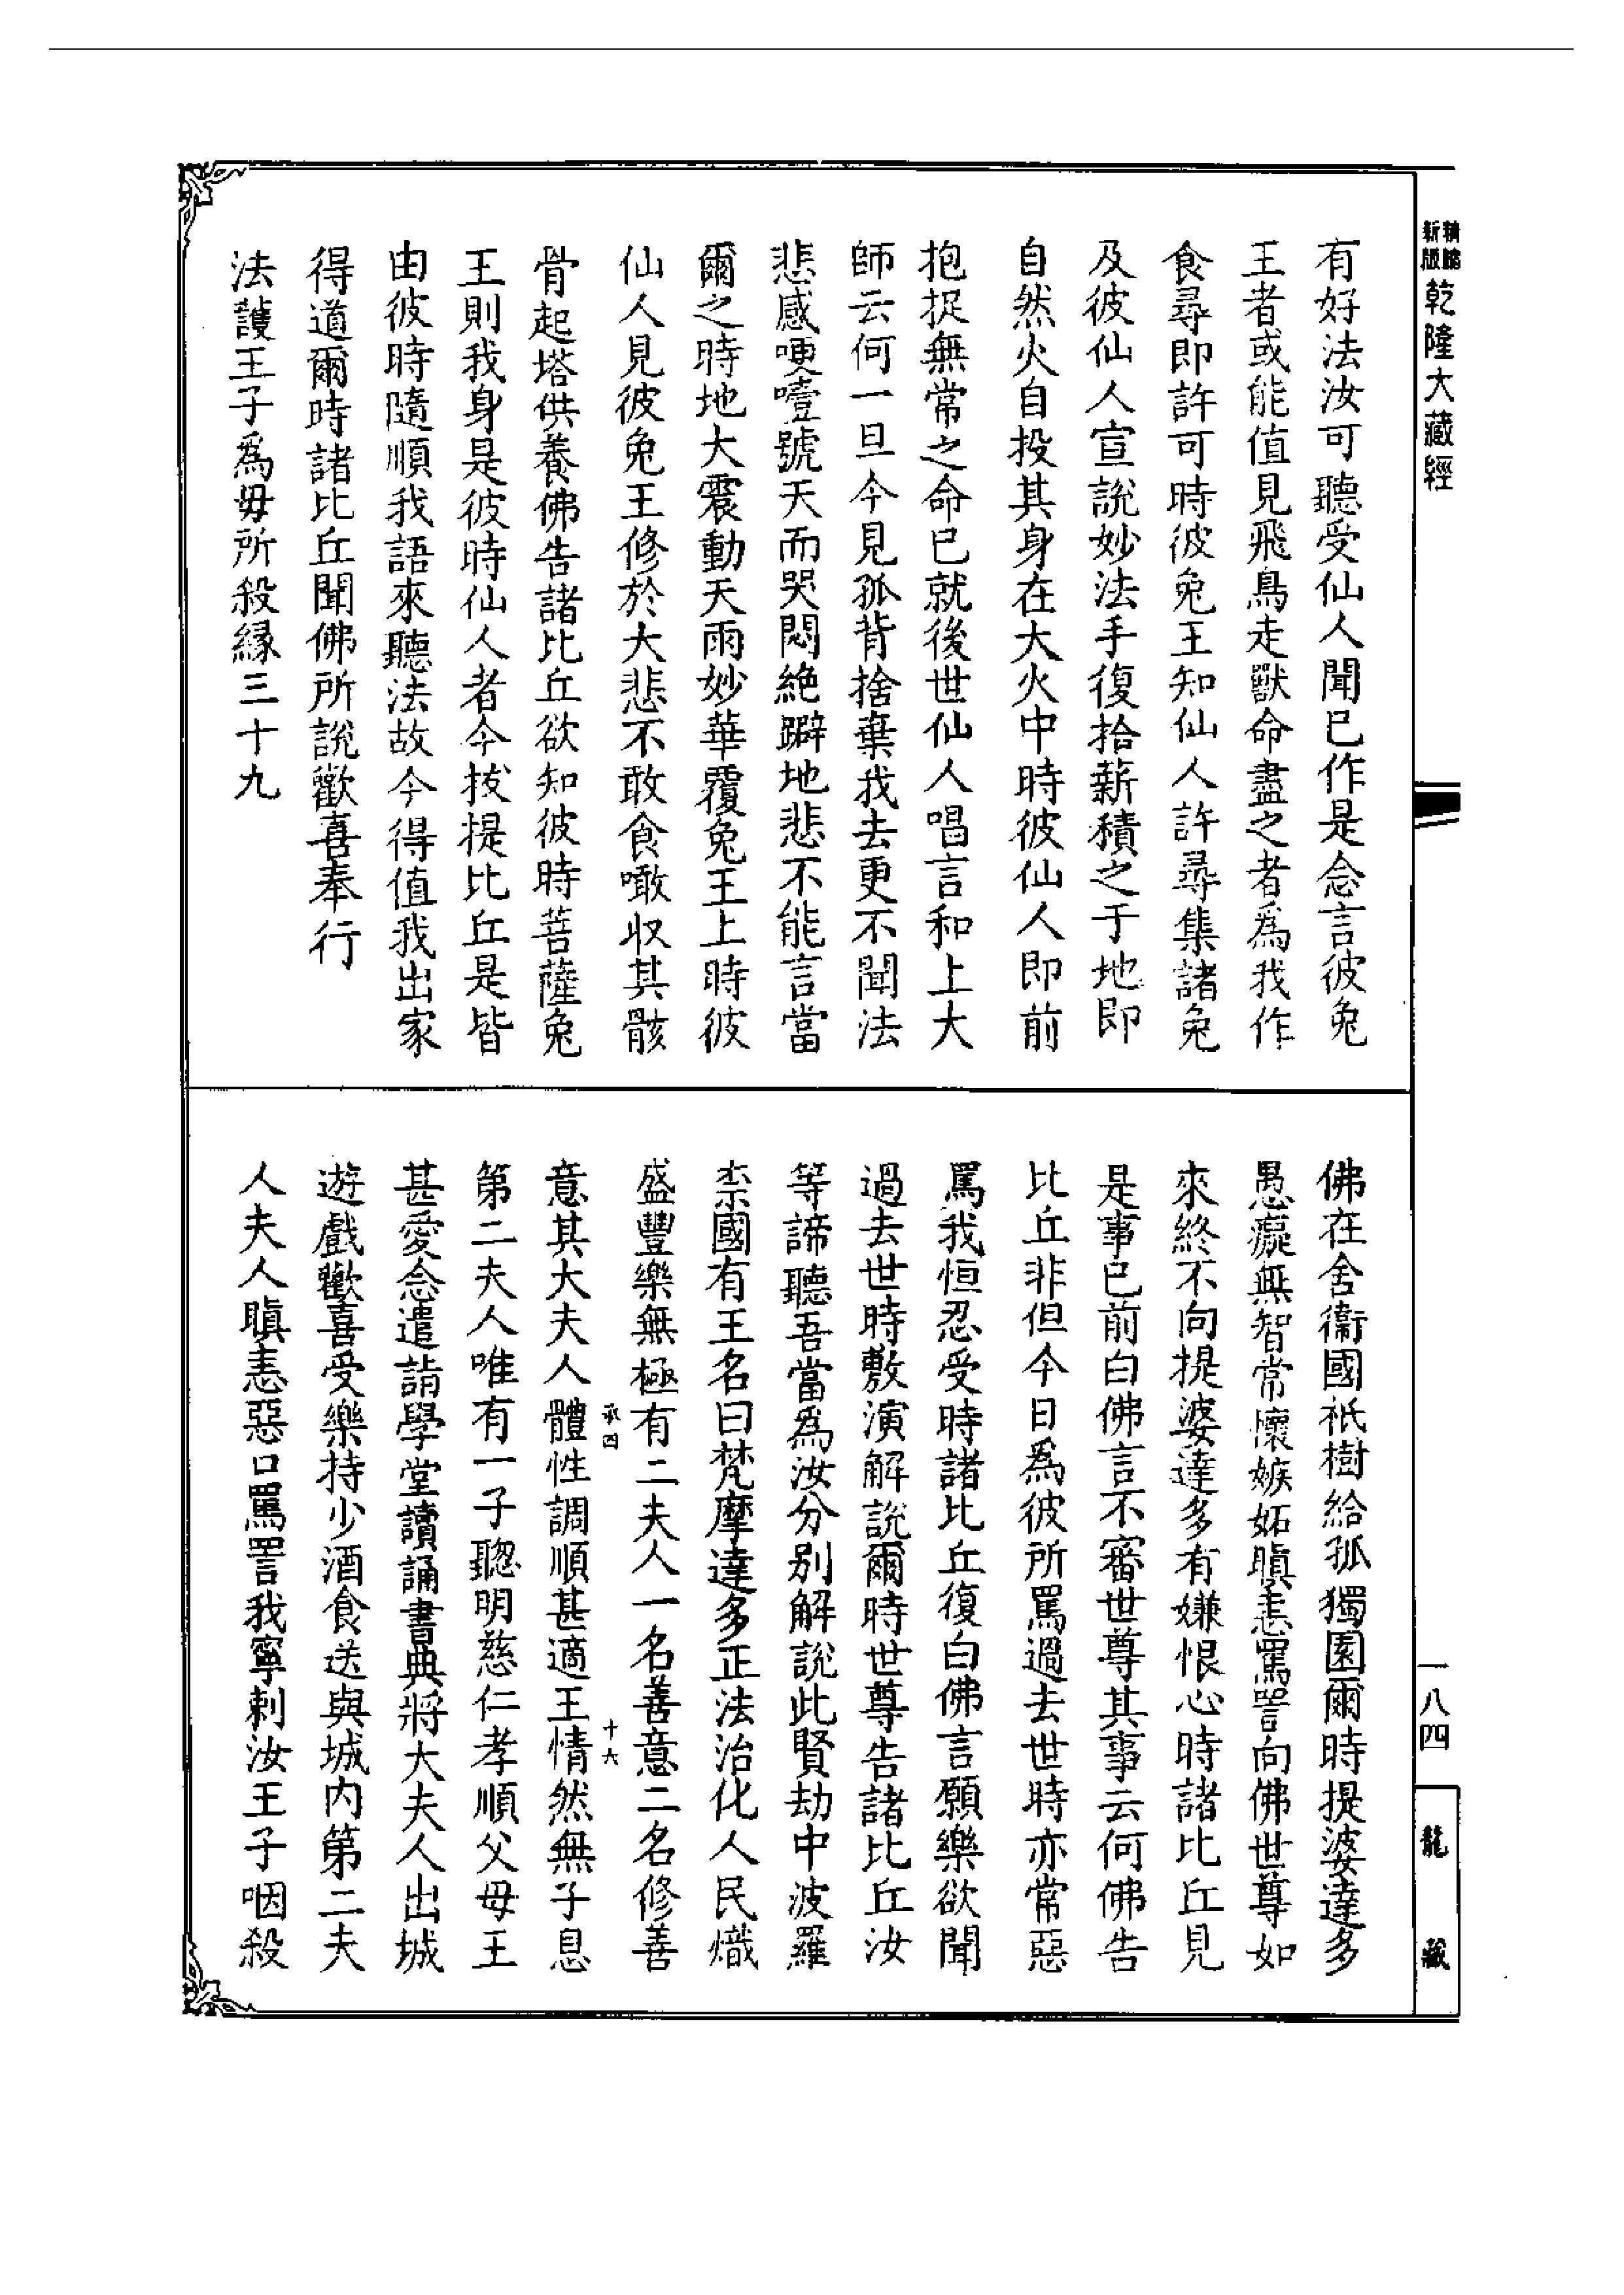 精縮新版乾隆大藏經
有好法汝可聽受仙人聞已作是念言彼兔
王者或能值見飛鳥走獸命盡之者為我作
食尋即許可時彼兔王知仙人許尋集諸兔
及彼仙人宣說妙法手復拾薪積之于地即
自然火自投其身在大火中時彼仙人即前
抱捉無常之命已就後世仙人唱言和上大
師云何一旦今見孤背捨棄我去更不聞法
悲感哽噎號天而哭悶絶躃地悲不能言當
爾之時地大震動天雨妙華覆兔王上時彼
仙人見彼兔王修於大悲不敢食噉収其骸
骨起塔供養佛告諸比丘欲知彼時菩薩兔
王則我身是彼時仙人者今拔提比丘是皆
由彼時隨順我語來聽法故今得值我出家
得道爾時諸比丘聞佛所說歡喜奉行
法護王子為毋所殺緣三十九
佛在舍衞國祇樹給孤獨園爾時提婆達多
愚癡無智常懷嫉妬瞋恚罵詈向佛世尊如
來終不向提婆達多有嫌恨心時諸比丘見
是事已前白佛言不審世尊其事云何佛告
比丘非但今日為彼所罵過去世時亦常惡
罵我恒忍受時諸比丘復白佛言願樂欲聞
過去世時敷演解說爾時世尊告諸比丘汝
等諦聽吾當為汝分別解說此賢劫中波羅
柰國有王名曰梵摩達多正法治化人民熾
盛豐樂無極有二夫人一名善意二名修善
承四 十六
意其大夫人體性調順甚適王情然無子息
第二夫人唯有一子聰明慈仁孝順父毋王
甚愛念遣詣學堂讀誦書典將大夫人出城
遊戲歡喜受樂持少酒食送與城內第二夫
人夫人瞋恚惡口罵詈我寧刺汝王子咽殺
一八四
龍藏